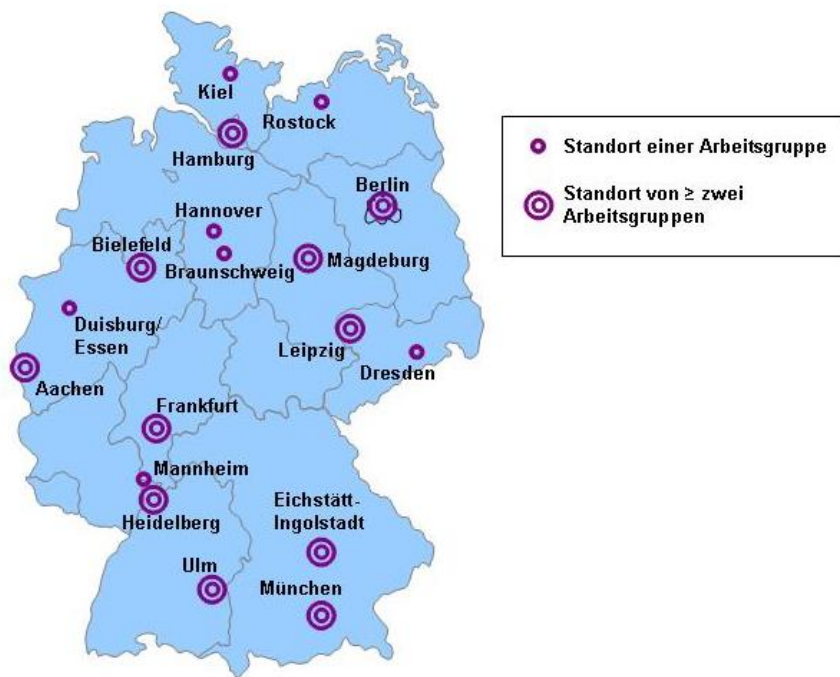 Kiel
Rostock
Hamburg
Berlin
Hannover
Bielefeld
Braunschweig
Magdeburg
Duisburg/
Essen
Leipzig
Dresden
Aachen
Frankfurt
Mannheim
Heidelberg
Eichstätt-
Ingolstadt
Ulm
München
Standort einer Arbeitsgruppe
Standort von ≥ zwei
Arbeitsgruppen